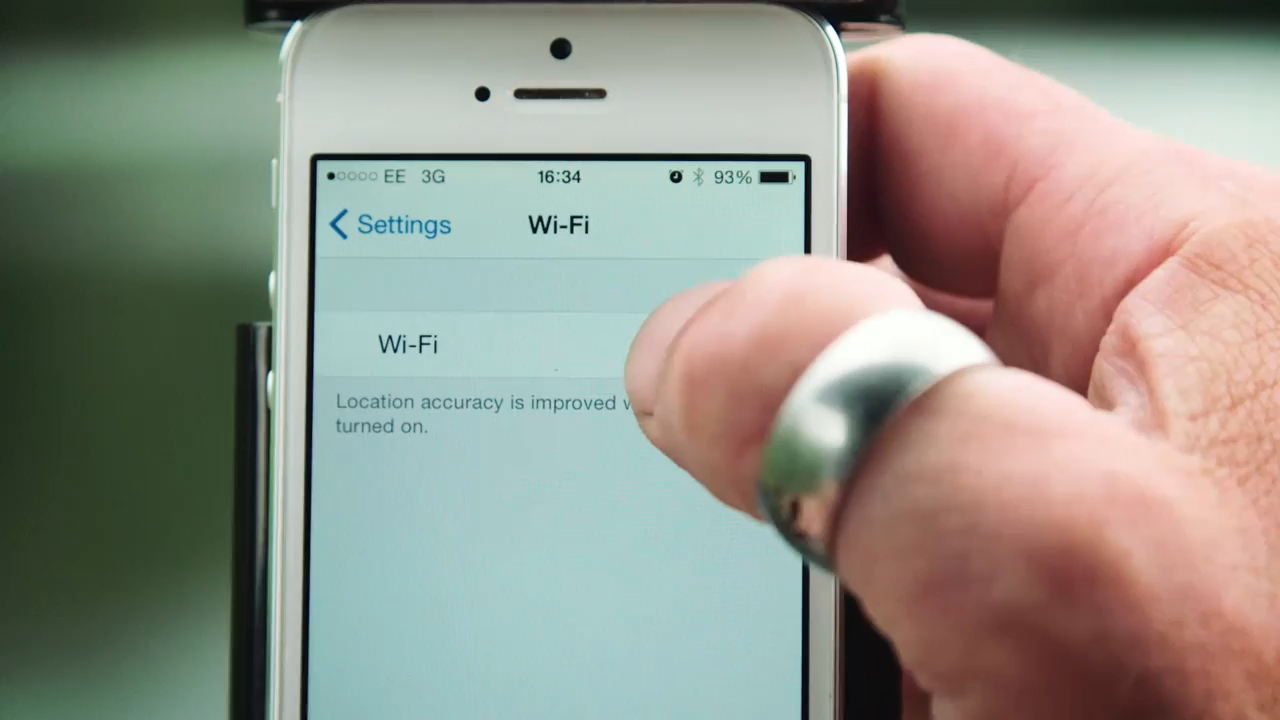 EE 3G 16:34 93%
Settings Wi-Fi
Wi-Fi
Location accuracy is improved
turned on.